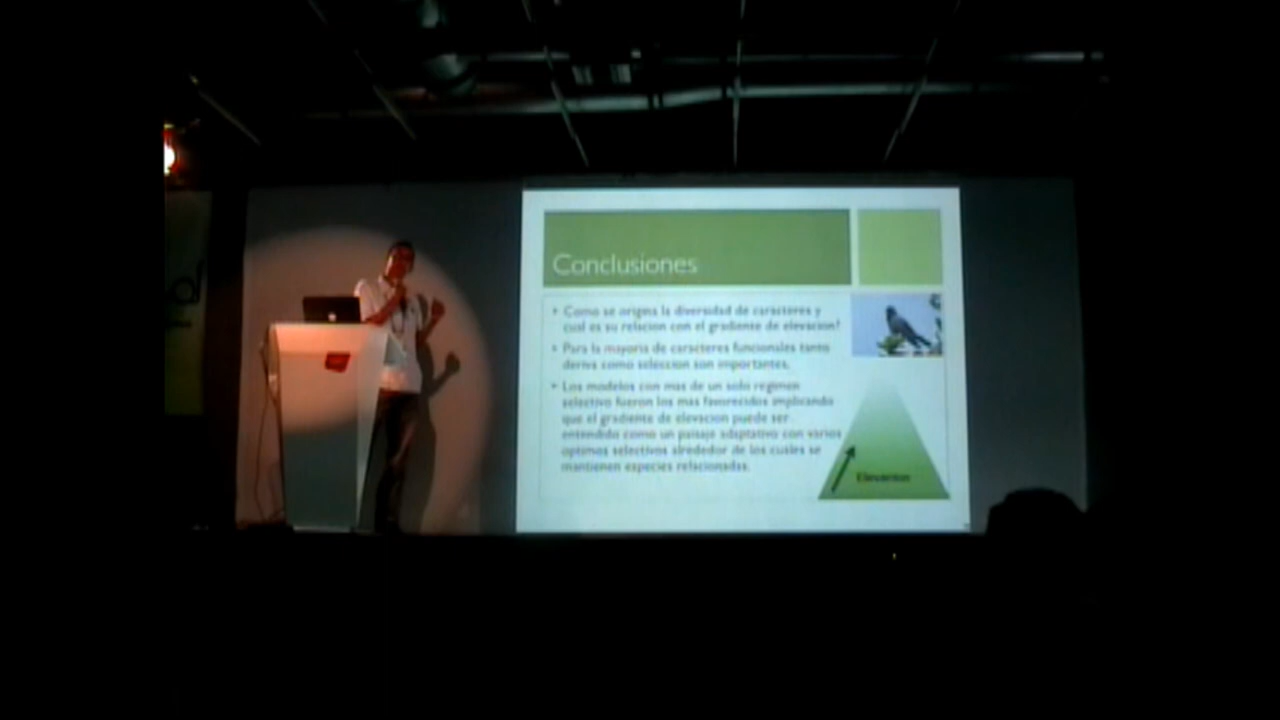 Conclusiones
• Como se origina la diversidad de caracteres y
cual es su relacion con el gradiente de elevacion?
• Para la mayoria de caracteres funcionales tanto
deriva como seleccion son importantes.
• Los modelos con mas de un solo regimen
selectivo fueron los mas favorecidos implicando
que el gradiente de elevacion puede ser
entendido como un paisaje adaptativo con varios
optimos selectivos alrededor de los cuales se
mantienen especies relacionadas.
Elevacion